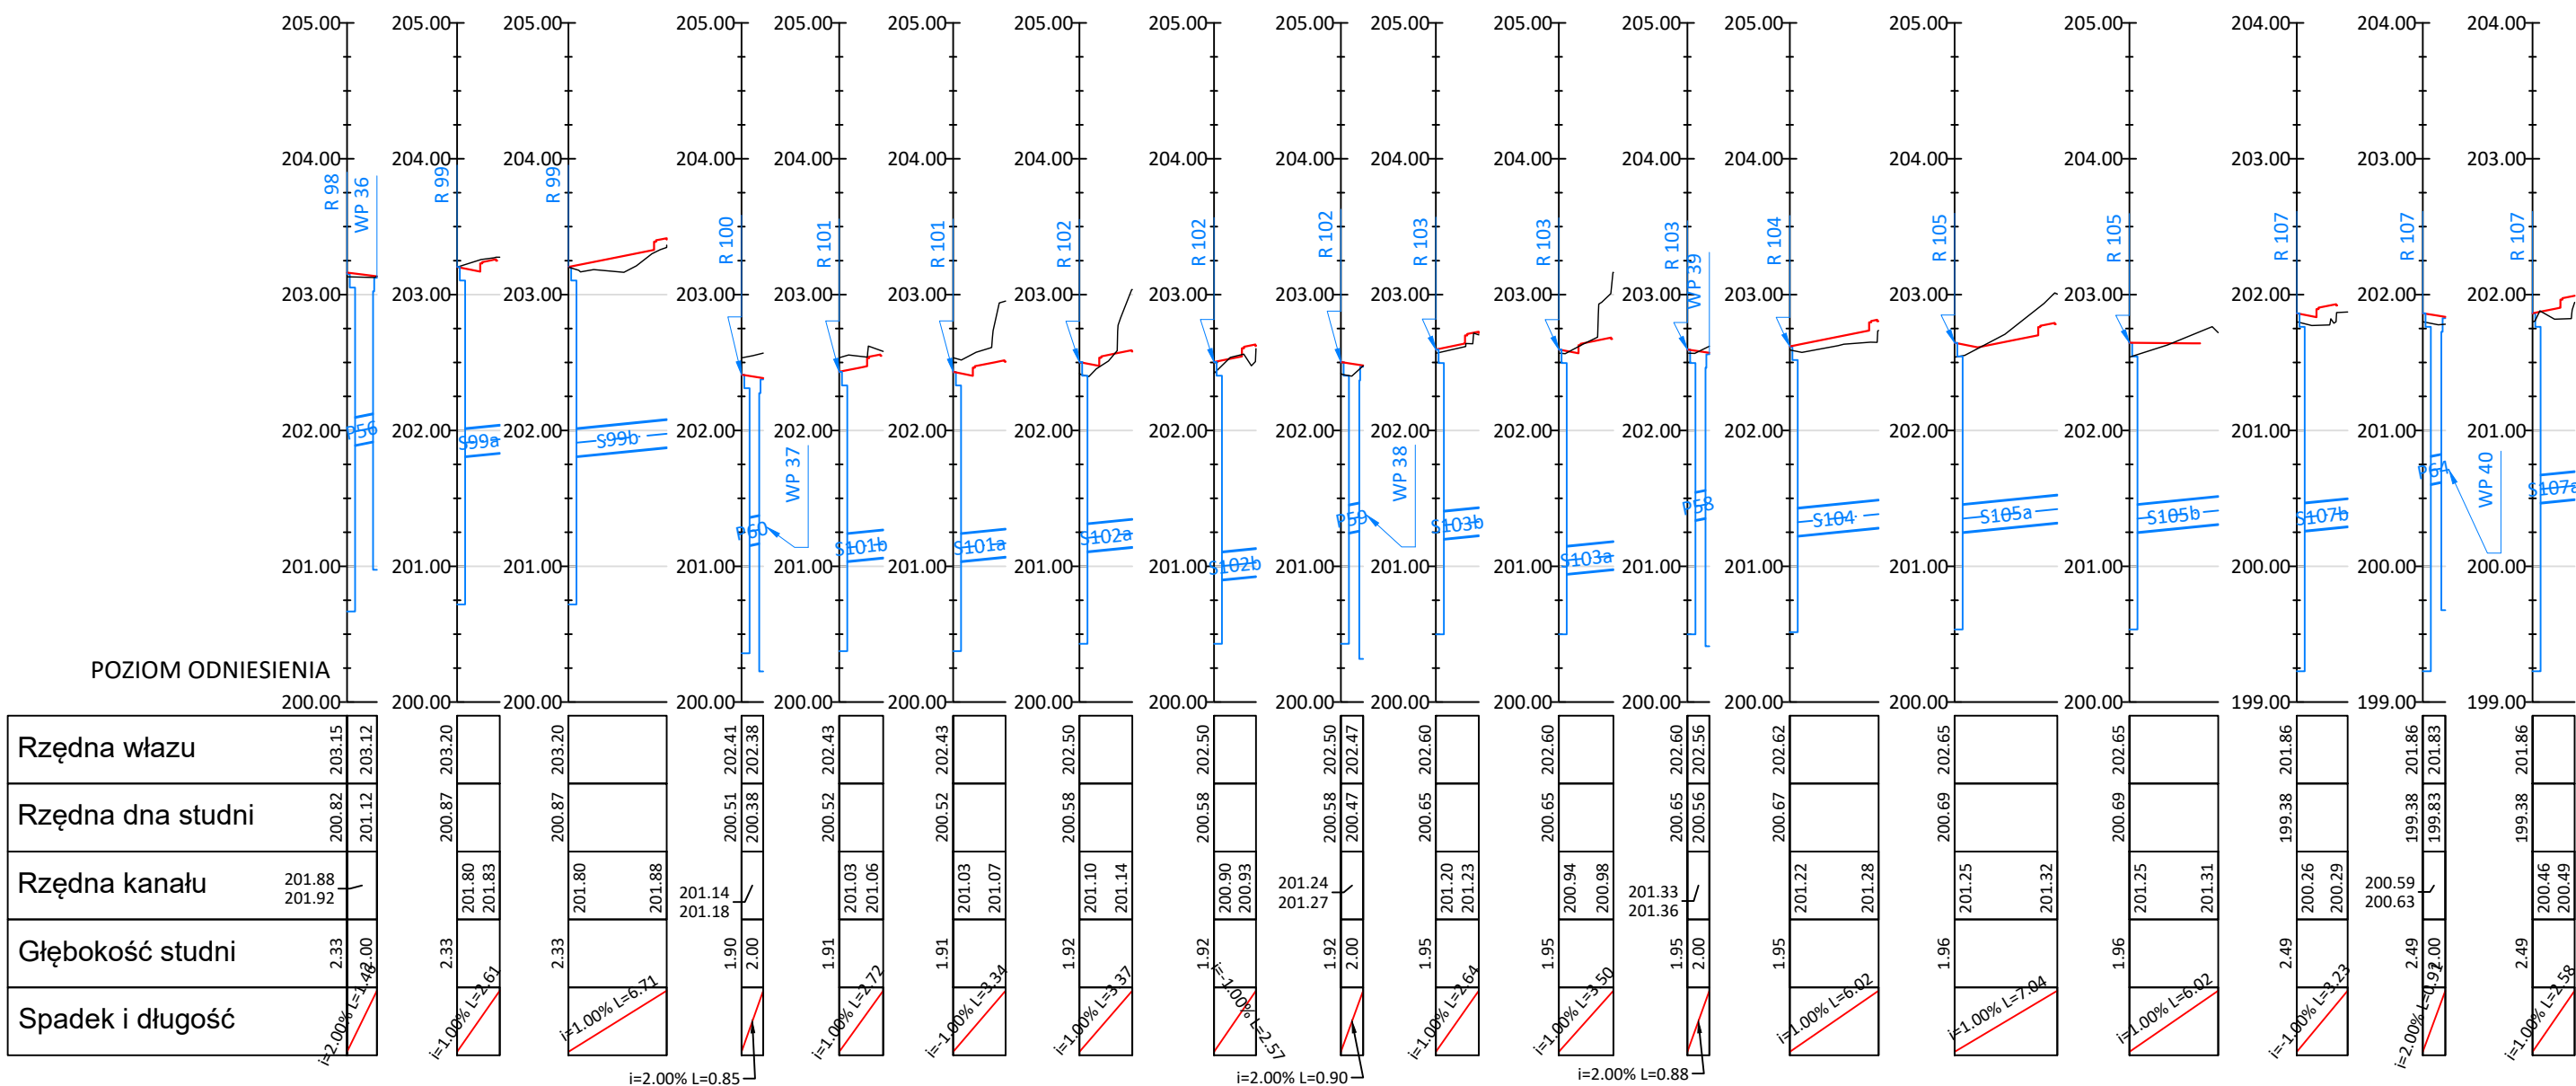 205.00 205.00 205.00 205.00 205.00 205.00 205.00 205.00 205.00 205.00 205.00 205.00 205.00 205.00 205.00 204.00 204.00 204.00
204.00 204.00 204.00 204.00 204.00 204.00 204.00 204.00 204.00 204.00 204.00 204.00 204.00 204.00 204.00 203.00 203.00 203.00
R 98 WP 36 R 99 R 99 R 100 R 101 R 101 R 102 R 102 R 102 R 103 R 103 R 103 WP 39 R 104 R 105 R 105 R 107 R 107 R 107
203.00 203.00 203.00 203.00 203.00 203.00 203.00 203.00 203.00 203.00 203.00 203.00 203.00 203.00 203.00 202.00 202.00 202.00
202.00 202.00 202.00 202.00 202.00 202.00 202.00 202.00 202.00 202.00 202.00 202.00 202.00 202.00 202.00 201.00 201.00 201.00
P56 S99a S99b P60 WP 37 S101b S101a S102a S102b P59 WP 38 S103b S103a P58 S104 S105a S105b S107b P64 WP 40 S107a
201.00 201.00 201.00 201.00 201.00 201.00 201.00 201.00 201.00 201.00 201.00 201.00 201.00 201.00 201.00 200.00 200.00 200.00
POZIOM ODNIESIENIA
200.00 200.00 200.00 200.00 200.00 200.00 200.00 200.00 200.00 200.00 200.00 200.00 200.00 200.00 200.00 199.00 199.00 199.00
Rzędna włazu 203.15 203.12 203.20 203.20 202.41 202.38 202.43 202.43 202.50 202.50 202.50 202.47 202.60 202.60 202.60 202.56 202.62 202.65 202.65 201.86 201.86 201.83 201.86
Rzędna dna studni 200.82 201.12 200.87 200.87 200.51 200.38 200.52 200.52 200.58 200.58 200.58 200.47 200.65 200.65 200.65 200.56 200.67 200.69 200.69 199.38 199.38 199.83 199.38
Rzędna kanału 201.88 201.92 201.80 201.83 201.80 201.88 201.14 201.18 201.03 201.06 201.03 201.07 201.10 201.14 200.90 200.93 201.24 201.27 201.20 201.23 200.94 200.98 201.33 201.36 201.22 201.28 201.25 201.32 201.25 201.31 200.26 200.29 200.59 200.63 200.46 200.49
Głębokość studni 2.33 2.00 2.33 2.33 1.90 2.00 1.91 1.91 1.92 1.92 1.92 2.00 1.95 1.95 1.95 2.00 1.95 1.96 1.96 2.49 2.49 2.00 2.49
Spadek i długość i=2.00% L=1.46 i=1.00% L=2.61 i=1.00% L=6.71 i=2.00% L=0.85 i=1.00% L=2.72 i=-1.00% L=3.34 i=1.00% L=3.37 i=-1.00% L=2.57 i=2.00% L=0.90 i=1.00% L=2.64 i=1.00% L=3.50 i=2.00% L=0.88 i=1.00% L=6.02 i=1.00% L=7.04 i=1.00% L=6.02 i=-1.00% L=3.23 i=2.00% L=0.91 i=1.00% L=2.58